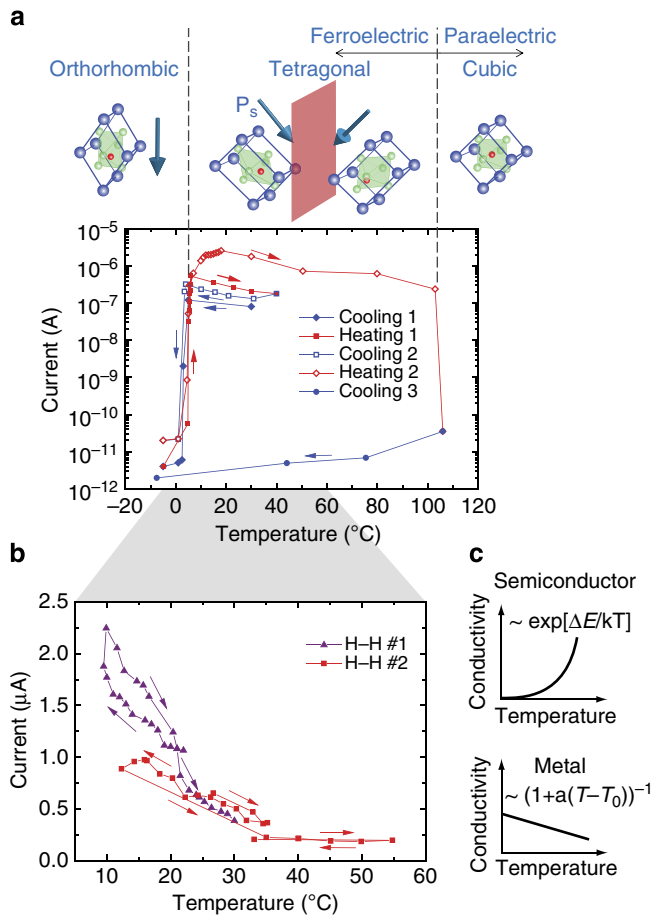 a
Ferroelectric Paraelectric
Orthorhombic Tetragonal Cubic
Ps
10−5
10−6
10−7
10−8
10−9
10−10
10−11
10−12
Current (A)
Cooling 1
Heating 1
Cooling 2
Heating 2
Cooling 3
−20 0 20 40 60 80 100 120
Temperature (°C)
b
2.5
2.0
1.5
1.0
0.5
0.0
Current (μA)
H–H #1
H–H #2
10 20 30 40 50 60
Temperature (°C)
c
Semiconductor
~ exp[ΔE/kT]
Conductivity
Temperature
Metal
~ (1+a(T−T0))−1
Conductivity
Temperature